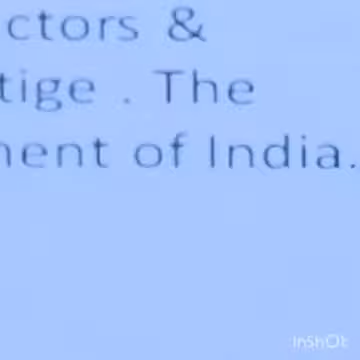 ctors &
tige . The
nent of India.
InShOt